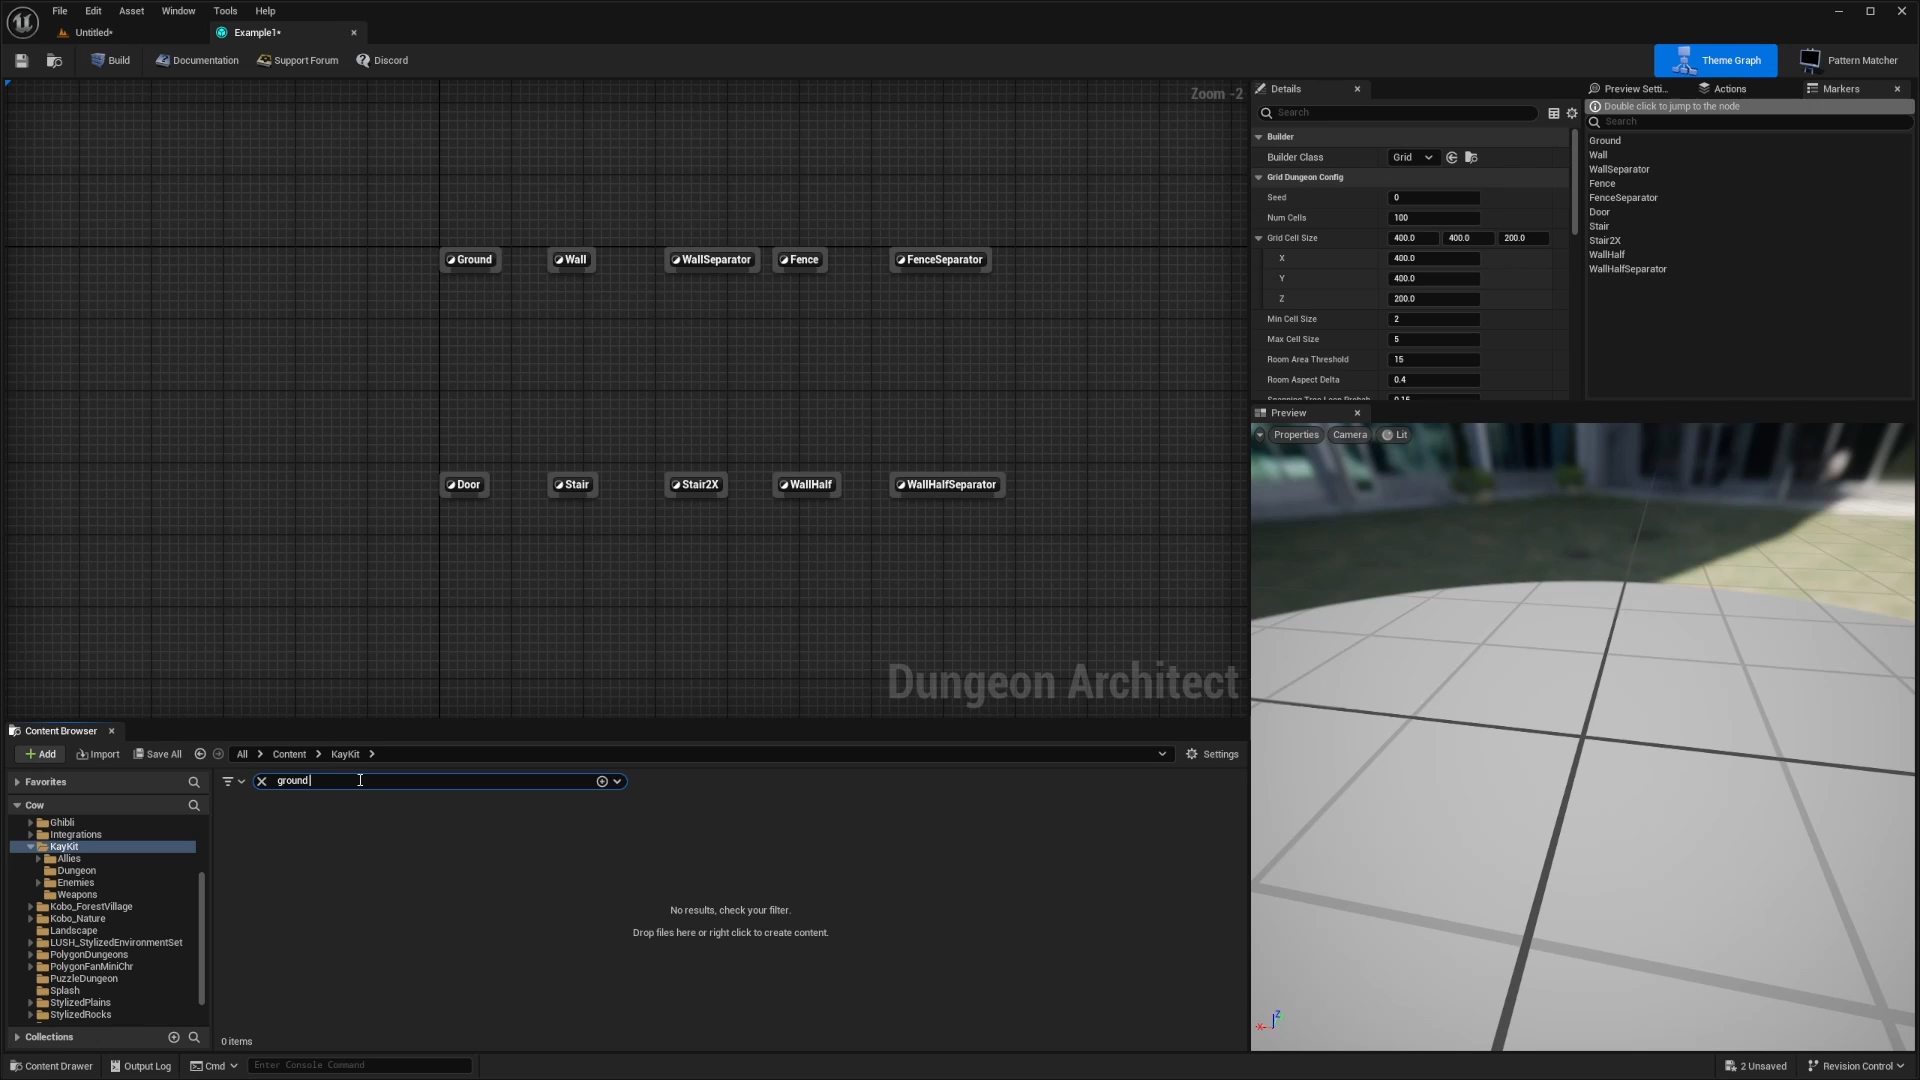 File Edit Asset Window Tools Help
Untitled* Example1*
Build Documentation Support Forum Discord Theme Graph Pattern Matcher
Zoom -2
Ground Wall WallSeparator Fence FenceSeparator
Door Stair Stair2X WallHalf WallHalfSeparator
Dungeon Architect
Details
Search
Builder
Builder Class Grid
Grid Dungeon Config
Seed 0
Num Cells 100
Grid Cell Size 400.0 400.0 200.0
X 400.0
Y 400.0
Z 200.0
Min Cell Size 2
Max Cell Size 5
Room Area Threshold 15
Room Aspect Delta 0.4
Spanning Tree Loop Probab 0.15
Preview Setti... Actions Markers
Double click to jump to the node
Search
Ground
Wall
WallSeparator
Fence
FenceSeparator
Door
Stair
Stair2X
WallHalf
WallHalfSeparator
Preview
Properties Camera Lit
X Z
Content Browser
Add Import Save All All Content KayKit Settings
Favorites
Cow
Ghibli
Integrations
KayKit
Allies
Dungeon
Enemies
Weapons
Kobo_ForestVillage
Kobo_Nature
Landscape
LUSH_StylizedEnvironmentSet
PolygonDungeons
PolygonFanMiniChr
PuzzleDungeon
Splash
StylizedPlains
StylizedRocks
Collections
ground
No results, check your filter.
Drop files here or right click to create content.
0 items
Content Drawer Output Log Cmd Enter Console Command 2 Unsaved Revision Control